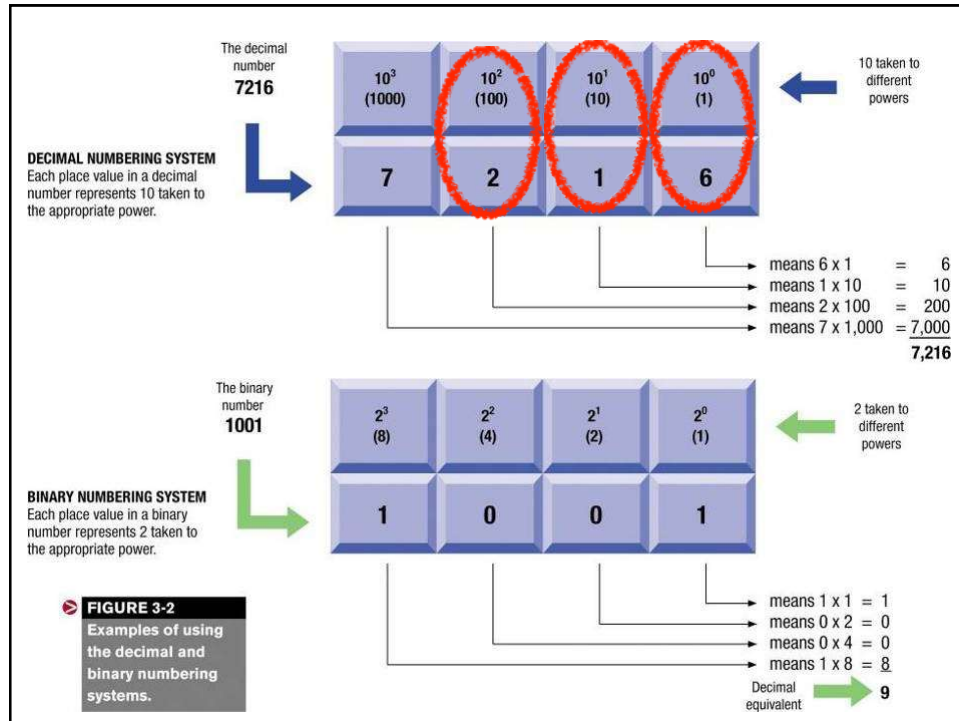 The decimal
number
7216
10³ 10² 10¹ 10⁰
(1000) (100) (10) (1)
10 taken to
different
powers
DECIMAL NUMBERING SYSTEM
Each place value in a decimal
number represents 10 taken to
the appropriate power.
7 2 1 6
means 6 x 1 = 6
means 1 x 10 = 10
means 2 x 100 = 200
means 7 x 1,000 = 7,000
7,216
The binary
number
1001
2³ 2² 2¹ 2⁰
(8) (4) (2) (1)
2 taken to
different
powers
BINARY NUMBERING SYSTEM
Each place value in a binary
number represents 2 taken to
the appropriate power.
1 0 0 1
means 1 x 1 = 1
means 0 x 2 = 0
means 0 x 4 = 0
means 1 x 8 = 8
Decimal
equivalent
9
FIGURE 3-2
Examples of using
the decimal and
binary numbering
systems.